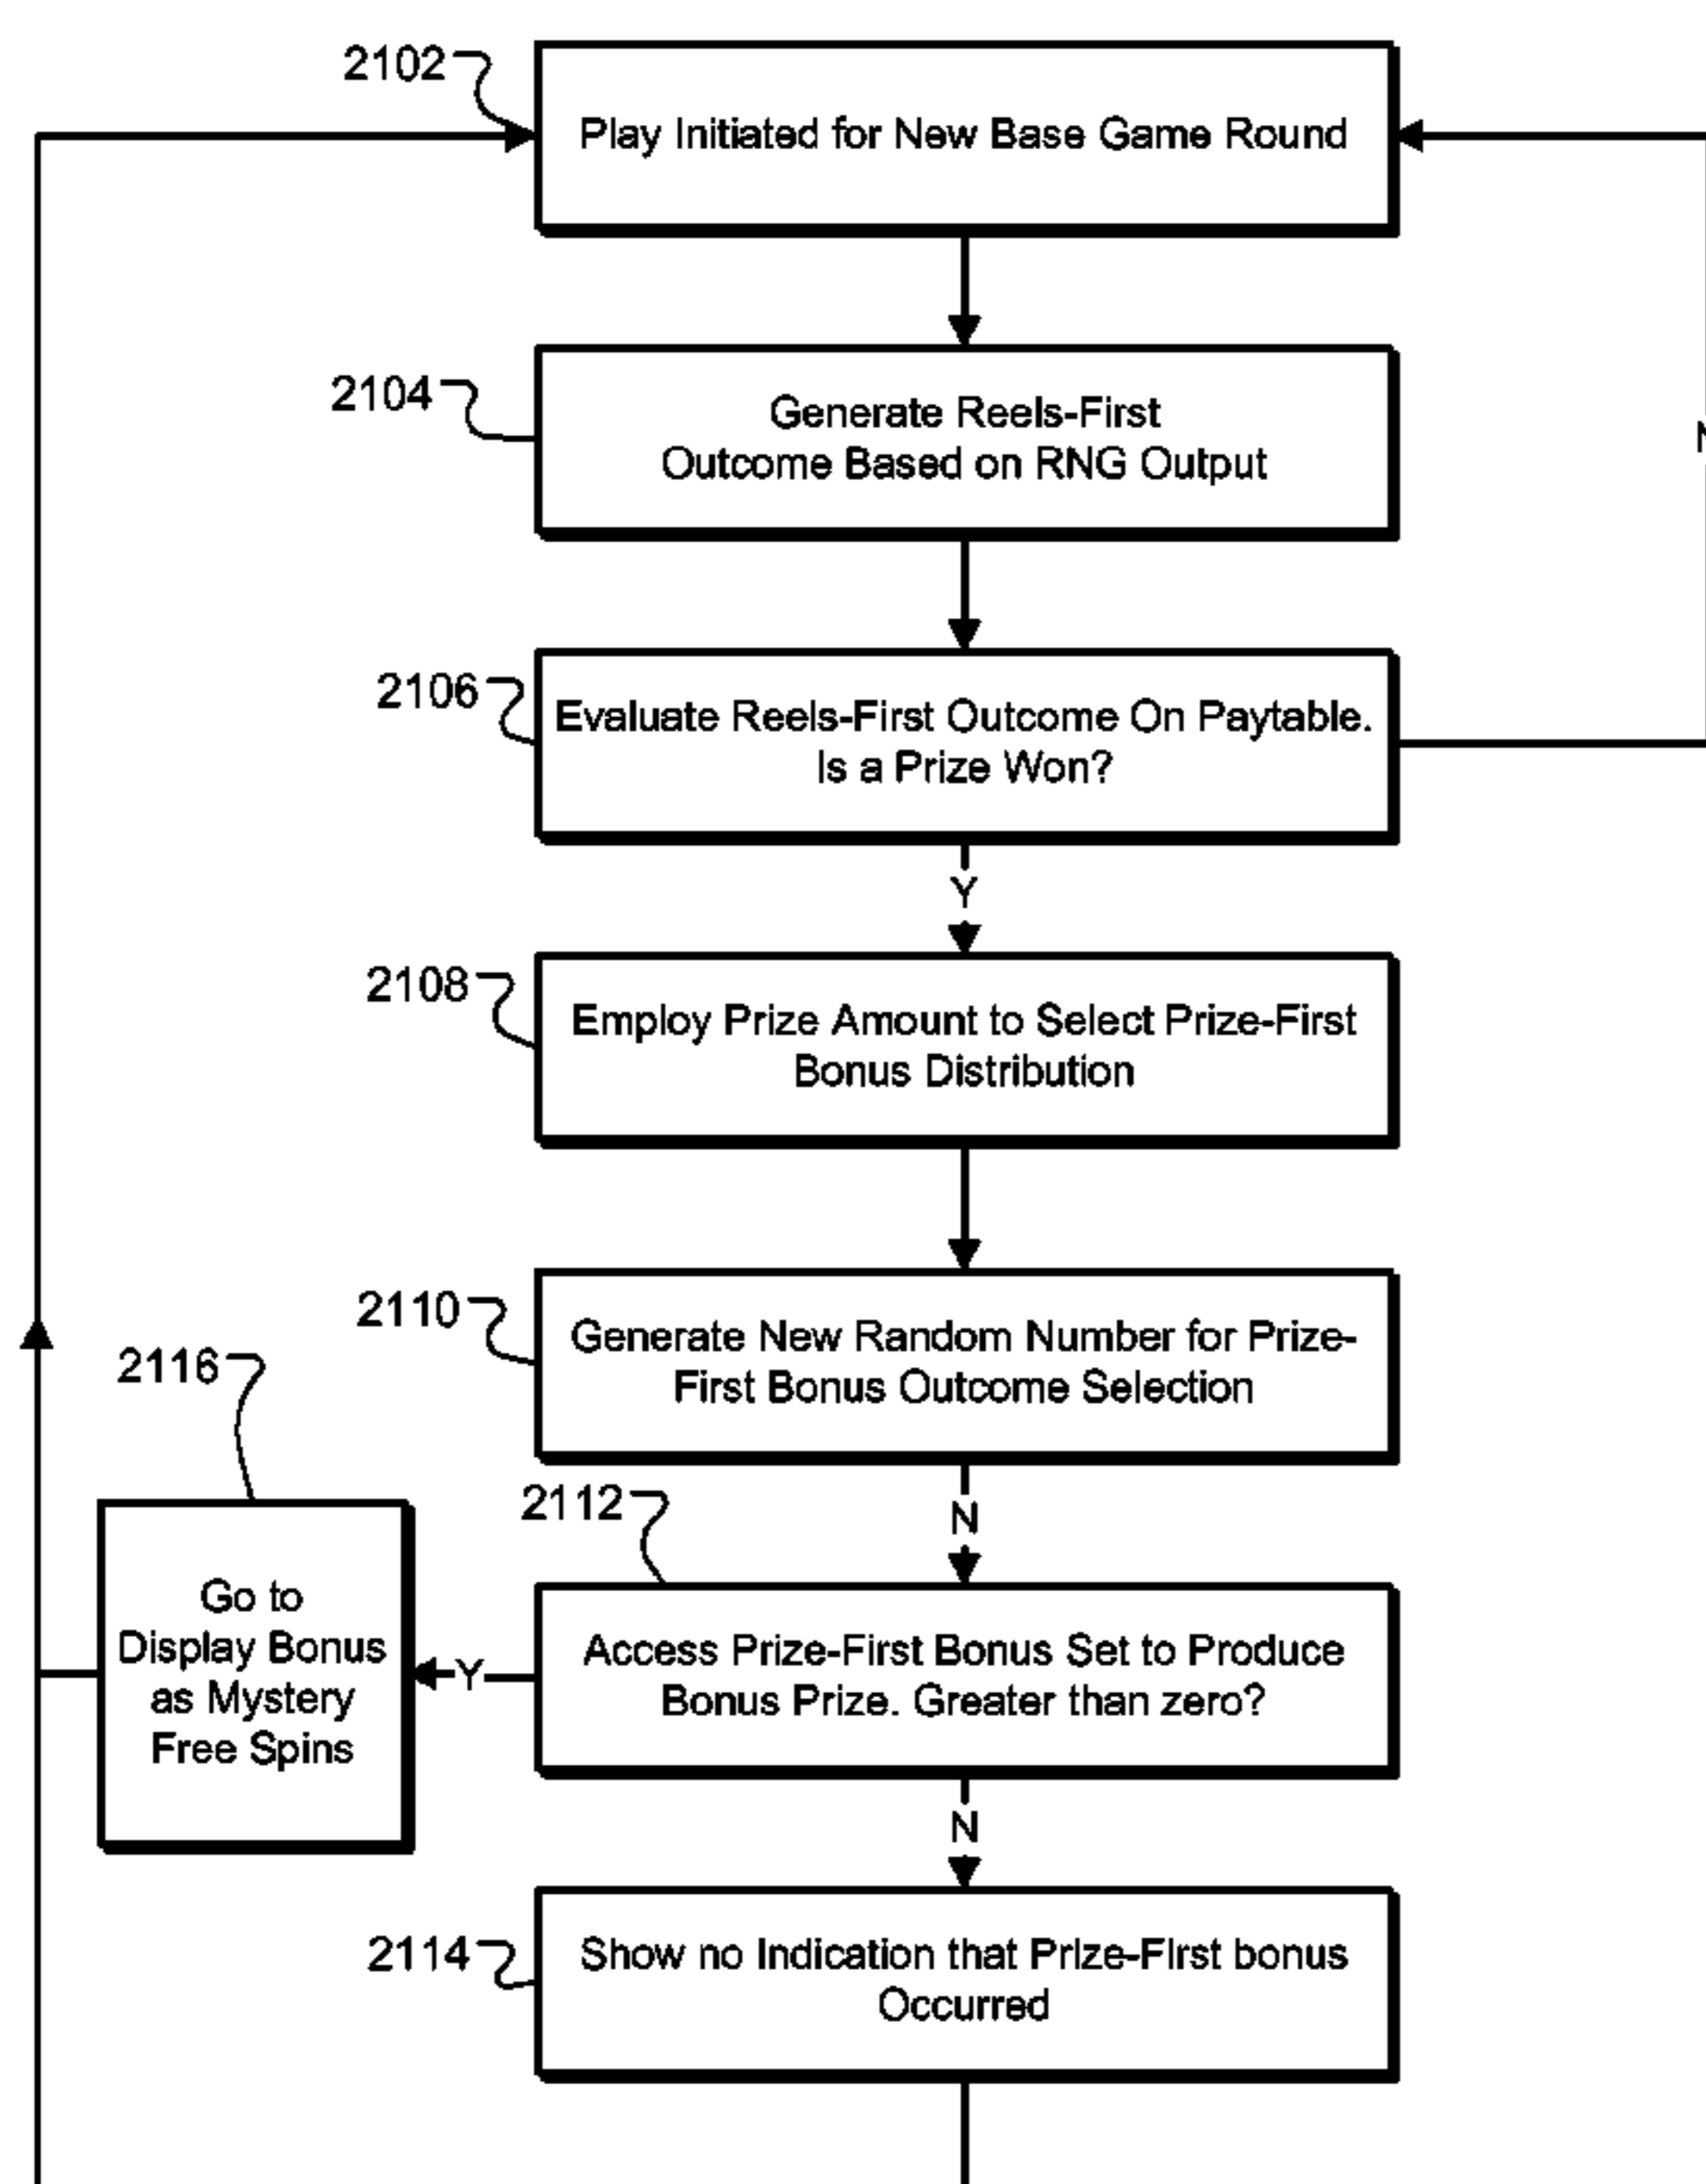 2102
Play Initiated for New Base Game Round
2104
Generate Reels-First
Outcome Based on RNG Output
2106
Evaluate Reels-First Outcome On Paytable.
Is a Prize Won?
Y
2108
Employ Prize Amount to Select Prize-First
Bonus Distribution
2110
Generate New Random Number for Prize-
First Bonus Outcome Selection
N
2116
Go to
Display Bonus
as Mystery
Free Spins
2112
Access Prize-First Bonus Set to Produce
Bonus Prize. Greater than zero?
Y
N
2114
Show no Indication that Prize-First bonus
Occurred